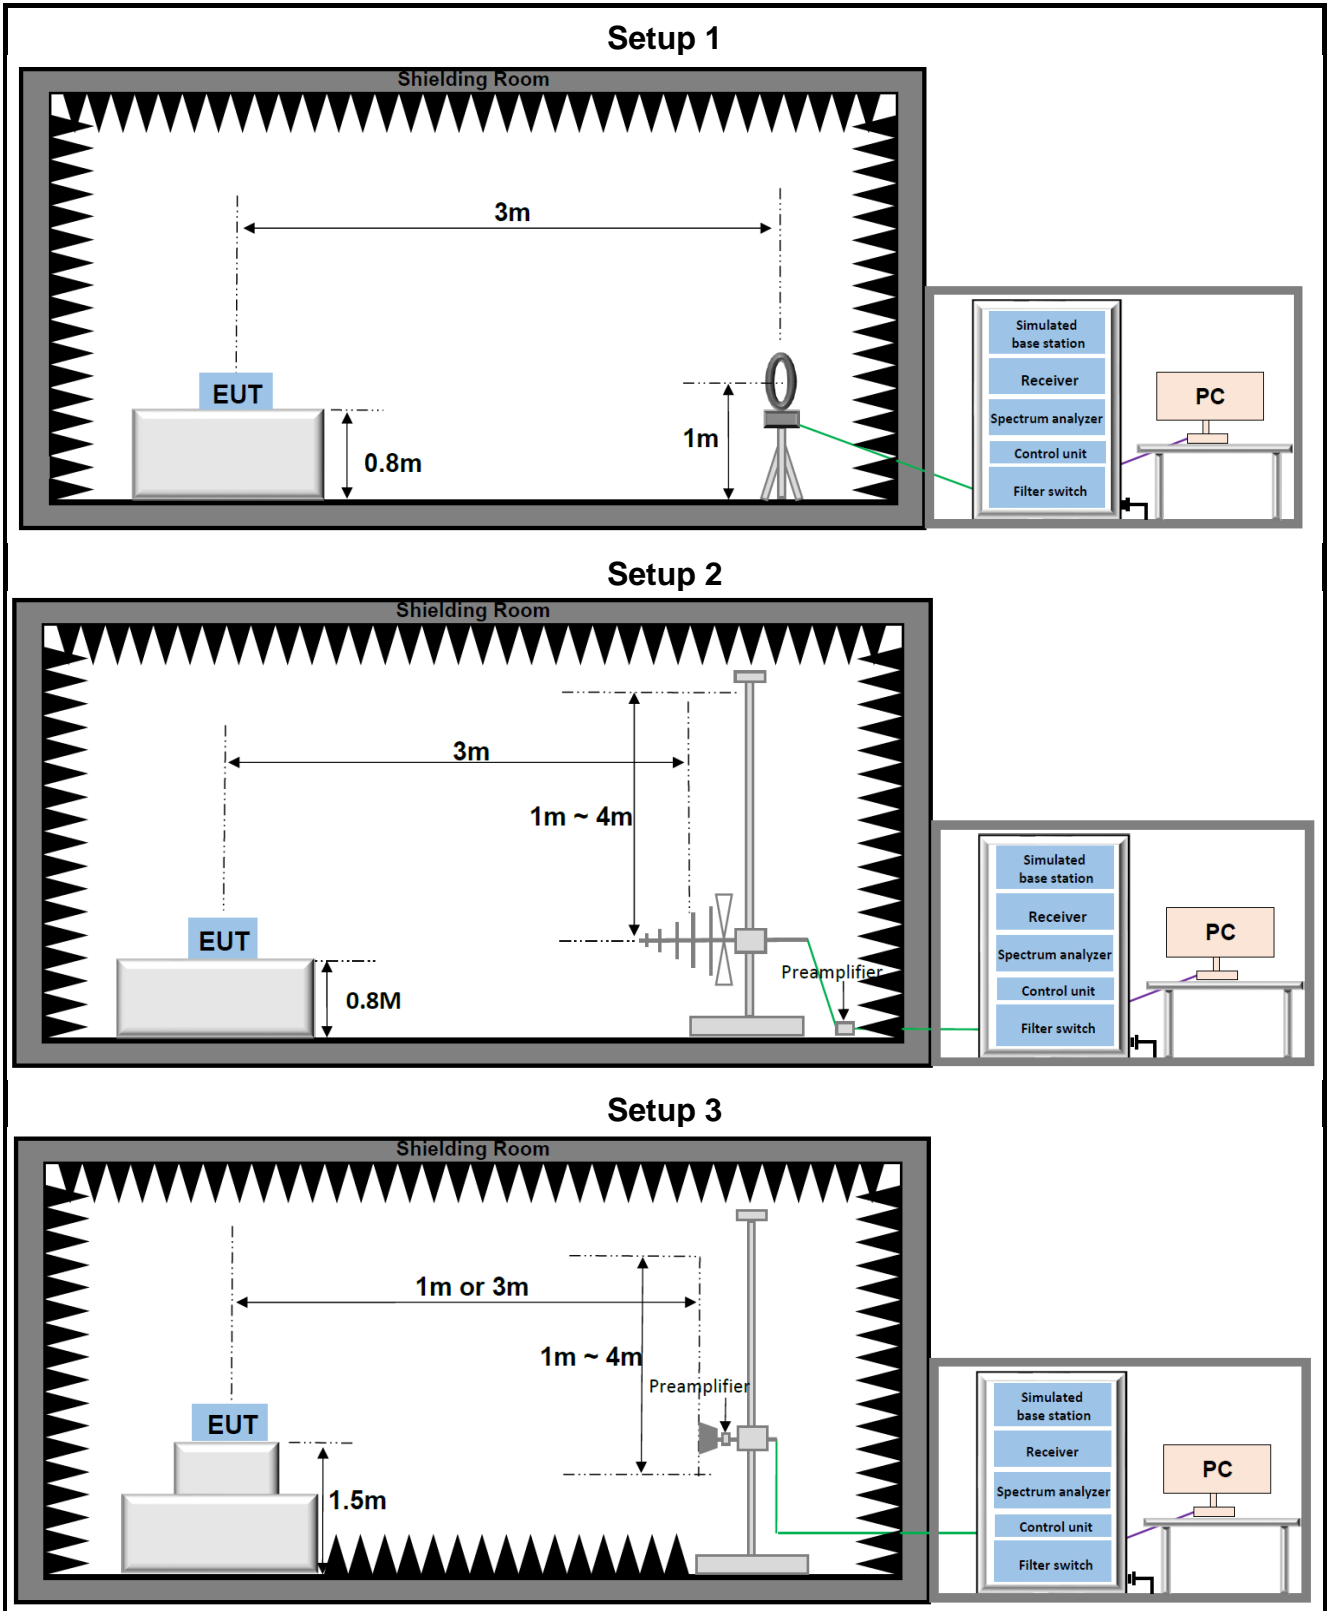 Setup 1
Shielding Room
3m
EUT
0.8m
1m
Simulated
base station
Receiver
Spectrum analyzer
Control unit
Filter switch
PC
Setup 2
Shielding Room
3m
1m ~ 4m
EUT
0.8M
Preamplifier
Simulated
base station
Receiver
Spectrum analyzer
Control unit
Filter switch
PC
Setup 3
Shielding Room
1m or 3m
1m ~ 4m
Preamplifier
EUT
1.5m
Simulated
base station
Receiver
Spectrum analyzer
Control unit
Filter switch
PC